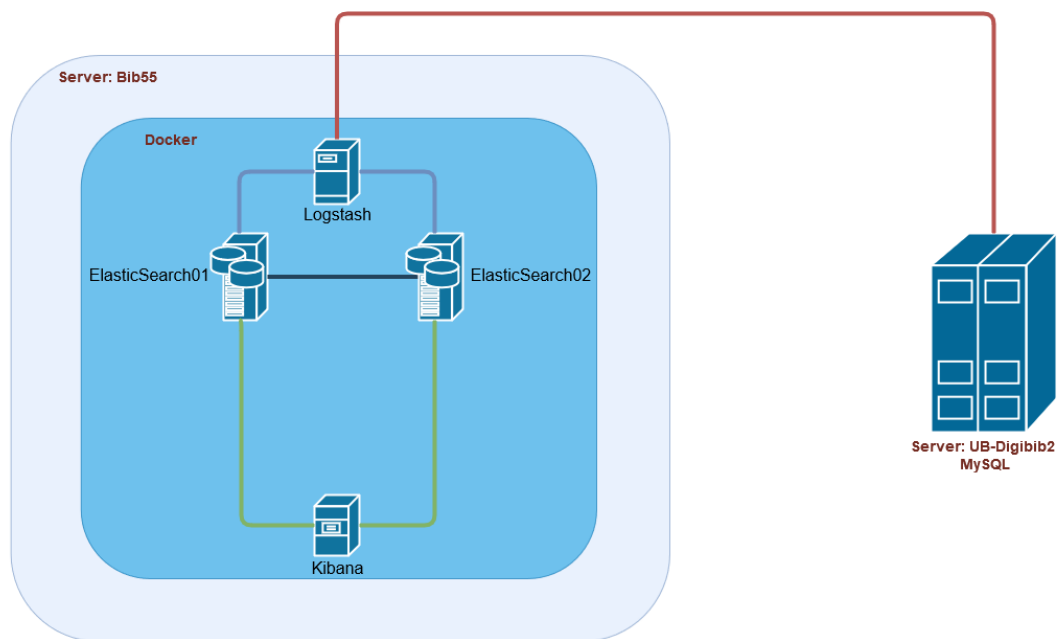 Server: Bib55
Docker
Logstash
ElasticSearch01
ElasticSearch02
Server: UB-Digibib2
MySQL
Kibana